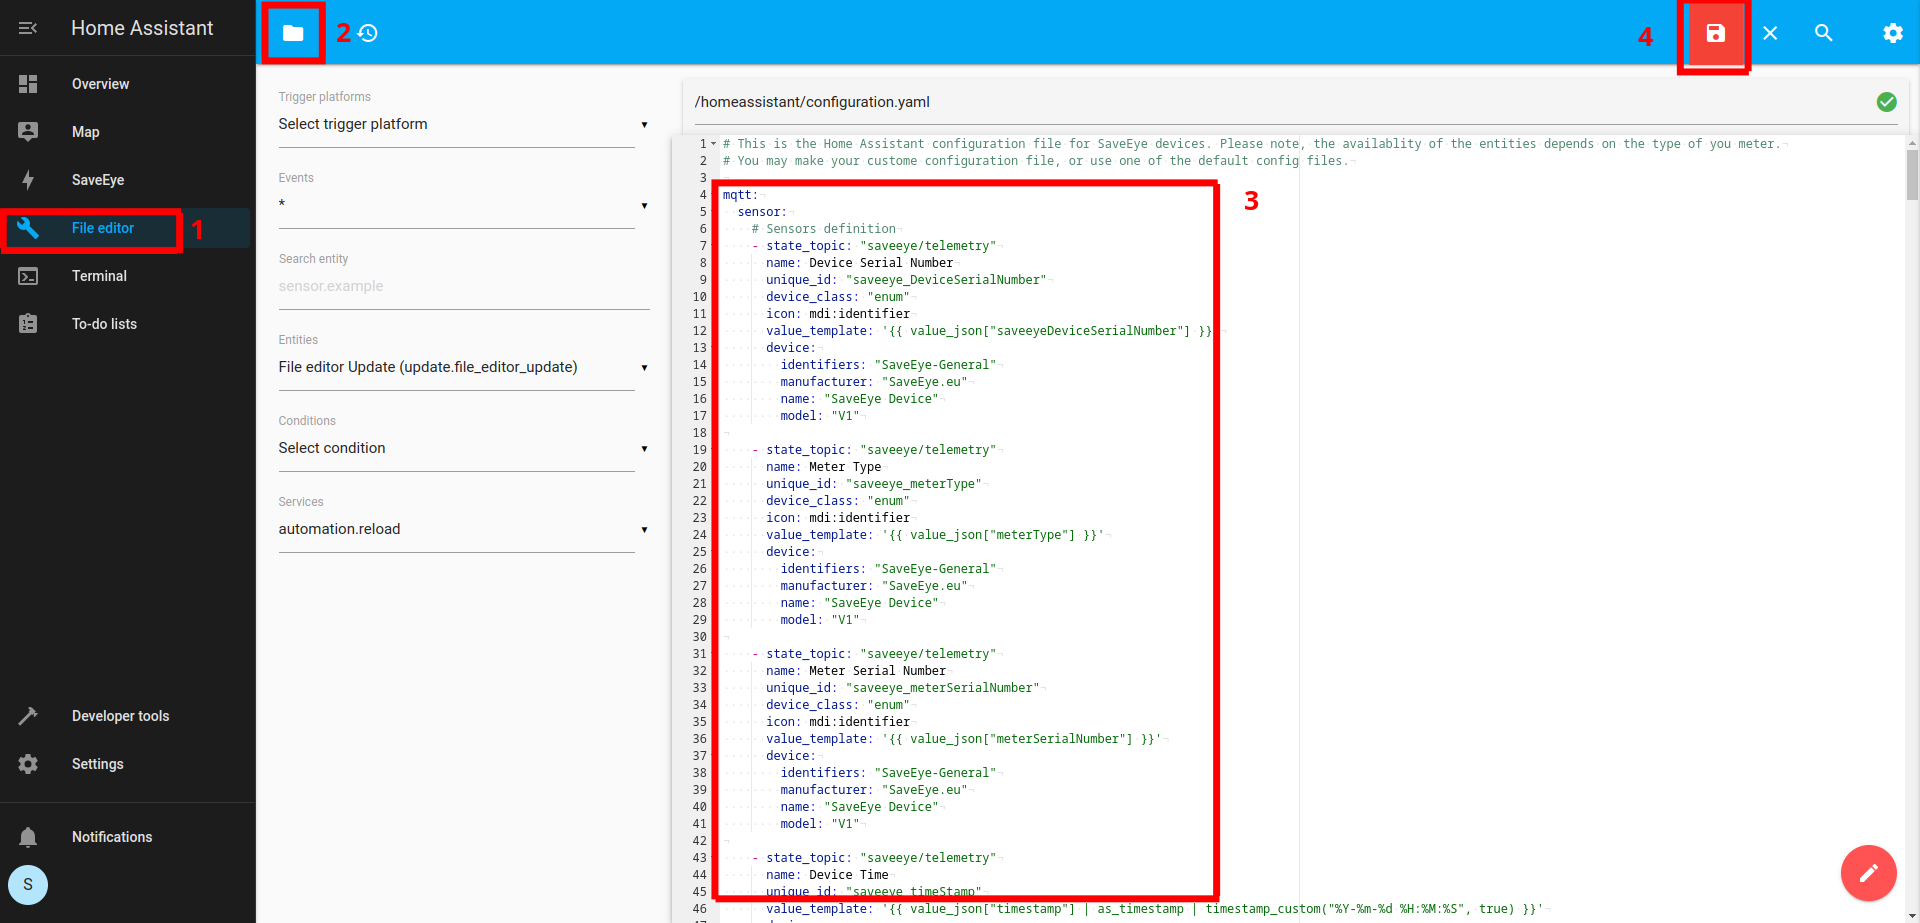 Home Assistant
Overview
Map
SaveEye
File editor
1
Terminal
To-do lists
Developer tools
Settings
Notifications
S
2
4
Trigger platforms
Select trigger platform
Events
*
Search entity
sensor.example
Entities
File editor Update (update.file_editor_update)
Conditions
Select condition
Services
automation.reload
/homeassistant/configuration.yaml
3
1 # This is the Home Assistant configuration file for SaveEye devices. Please note, the availablity of the entities depends on the type of you meter.
2 # You may make your custome configuration file, or use one of the default config files.
3
4 mqtt:
5 sensor:
6 # Sensors definition
7 - state_topic: "saveeye/telemetry"
8 name: Device Serial Number
9 unique_id: "saveeye_DeviceSerialNumber"
10 device_class: "enum"
11 icon: mdi:identifier
12 value_template: '{{ value_json["saveeyeDeviceSerialNumber"] }}
13 device:
14 identifiers: "SaveEye-General"
15 manufacturer: "SaveEye.eu"
16 name: "SaveEye Device"
17 model: "V1"
18
19 - state_topic: "saveeye/telemetry"
20 name: Meter Type
21 unique_id: "saveeye_meterType"
22 device_class: "enum"
23 icon: mdi:identifier
24 value_template: '{{ value_json["meterType"] }}'
25 device:
26 identifiers: "SaveEye-General"
27 manufacturer: "SaveEye.eu"
28 name: "SaveEye Device"
29 model: "V1"
30
31 - state_topic: "saveeye/telemetry"
32 name: Meter Serial Number
33 unique_id: "saveeye_meterSerialNumber"
34 device_class: "enum"
35 icon: mdi:identifier
36 value_template: '{{ value_json["meterSerialNumber"] }}'
37 device:
38 identifiers: "SaveEye-General"
39 manufacturer: "SaveEye.eu"
40 name: "SaveEye Device"
41 model: "V1"
42
43 - state_topic: "saveeye/telemetry"
44 name: Device Time
45 unique_id: "saveeye_timeStamp"
46 value_template: '{{ value_json["timestamp"] | as_timestamp | timestamp_custom("%Y-%m-%d %H:%M:%S", true) }}'